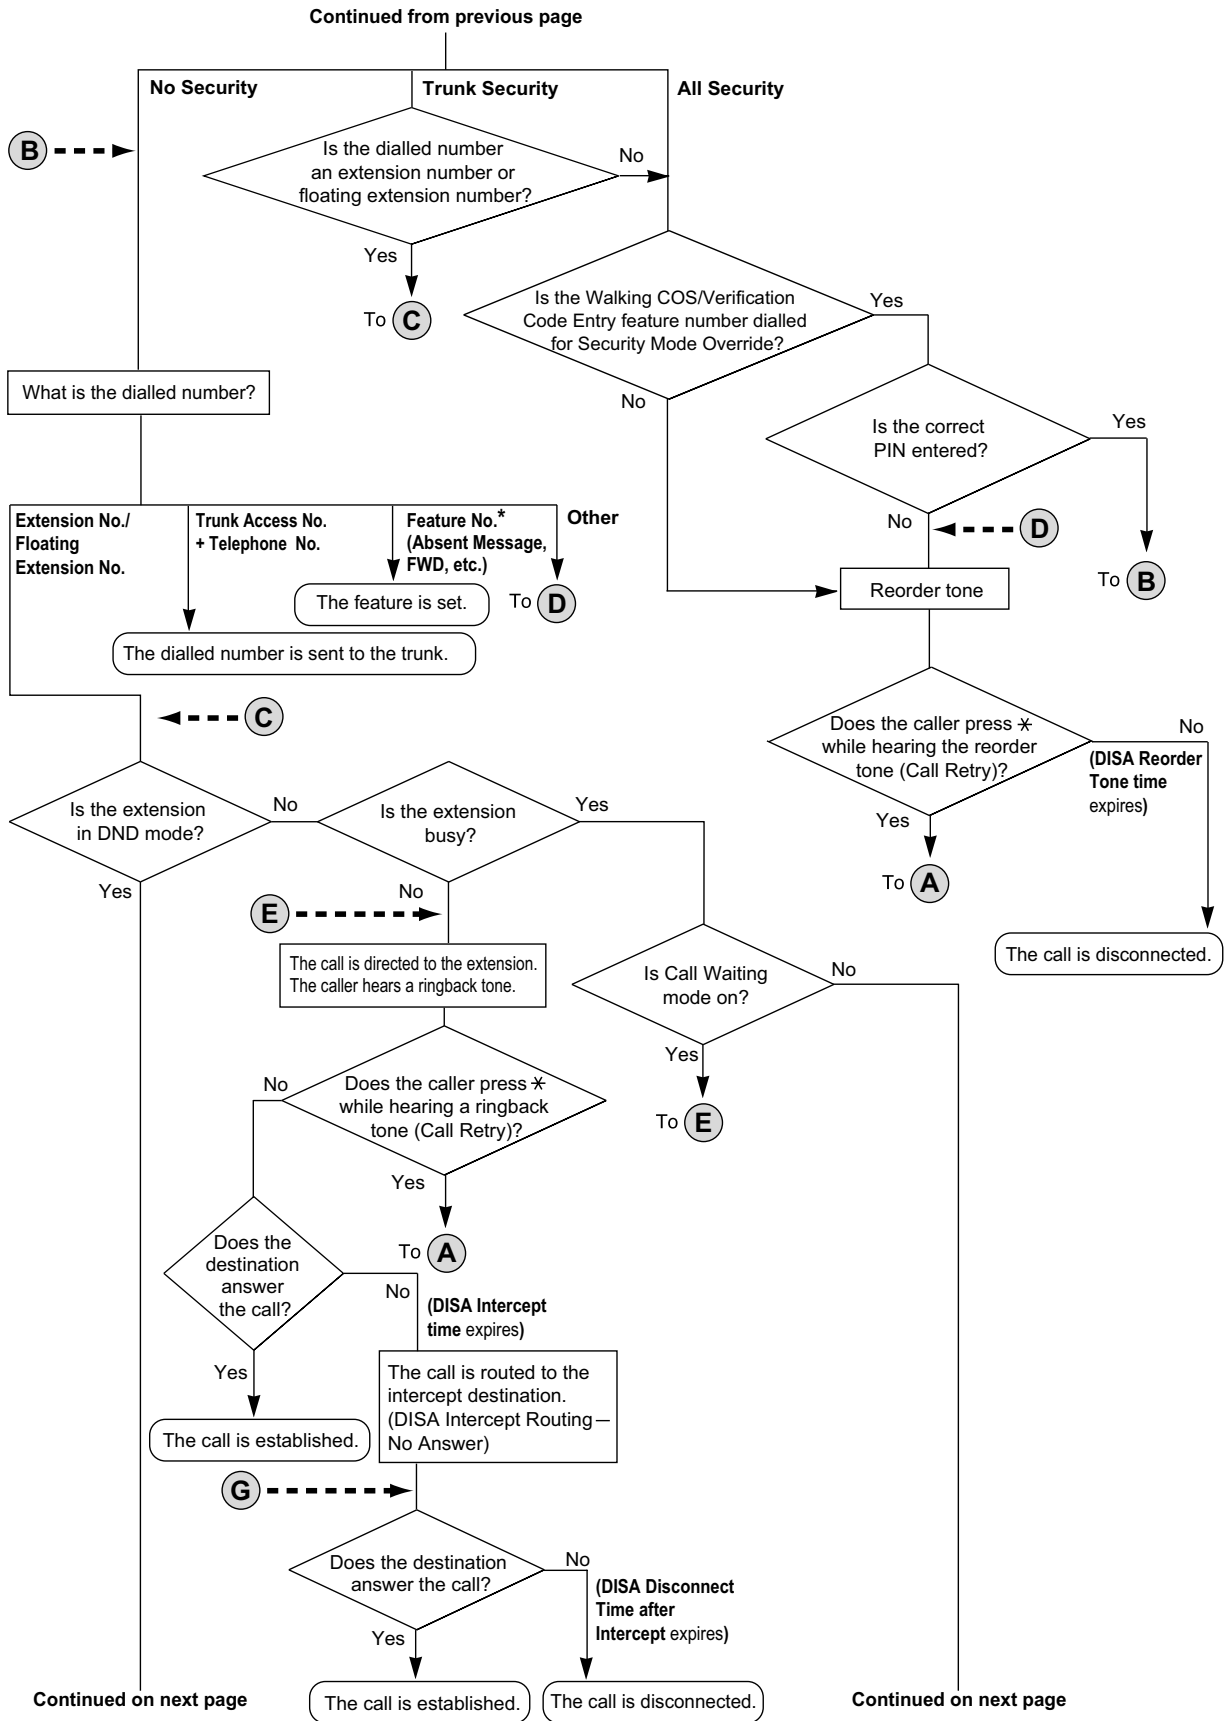 Continued from previous page
No Security
Trunk Security
All Security
B
Is the dialled number
an extension number or
floating extension number?
No
Yes
To C
Is the Walking COS/Verification
Code Entry feature number dialled
for Security Mode Override?
Yes
No
What is the dialled number?
Is the correct
PIN entered?
Yes
No
D
To B
Extension No./
Floating
Extension No.
Trunk Access No.
+ Telephone No.
Feature No.*
(Absent Message,
FWD, etc.)
Other
The feature is set.
To D
The dialled number is sent to the trunk.
Reorder tone
C
Does the caller press *
while hearing the reorder
tone (Call Retry)?
No
(DISA Reorder
Tone time
expires)
Yes
To A
The call is disconnected.
Is the extension
in DND mode?
No
Yes
Is the extension
busy?
Yes
No
E
The call is directed to the extension.
The caller hears a ringback tone.
Is Call Waiting
mode on?
No
Yes
To E
Does the caller press *
while hearing a ringback
tone (Call Retry)?
No
Yes
To A
Does the
destination
answer
the call?
No
(DISA Intercept
time expires)
Yes
The call is established.
The call is routed to the
intercept destination.
(DISA Intercept Routing—
No Answer)
G
Does the destination
answer the call?
No
(DISA Disconnect
Time after
Intercept expires)
Yes
Continued on next page
The call is established.
The call is disconnected.
Continued on next page